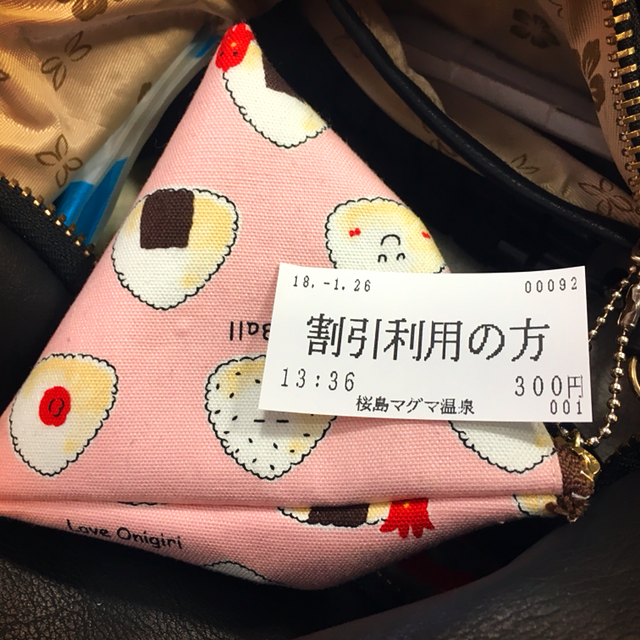 18.-1.26 00092
割引利用の方
13:36 300円
桜島マグマ温泉 001
Ball
Love Onigiri